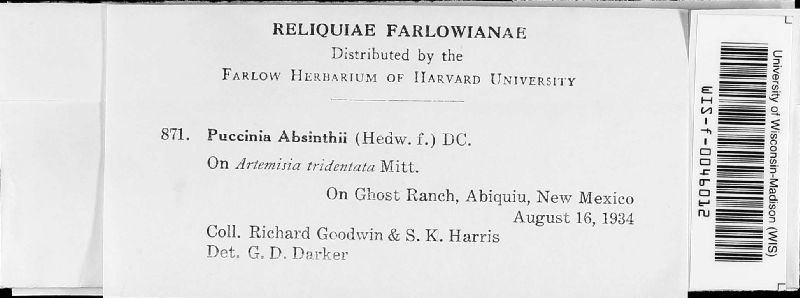 RELIQUIAE FARLOWIANAE
Distributed by the
FARLOW HERBARIUM OF HARVARD UNIVERSITY
871. Puccinia Absinthii (Hedw. f.) DC.
On Artemisia tridentata Mitt.
On Ghost Ranch, Abiquiu, New Mexico
August 16, 1934
Coll. Richard Goodwin & S. K. Harris
Det. G. D. Darker
University of Wisconsin-Madison (WIS)
WIS-f-0046012